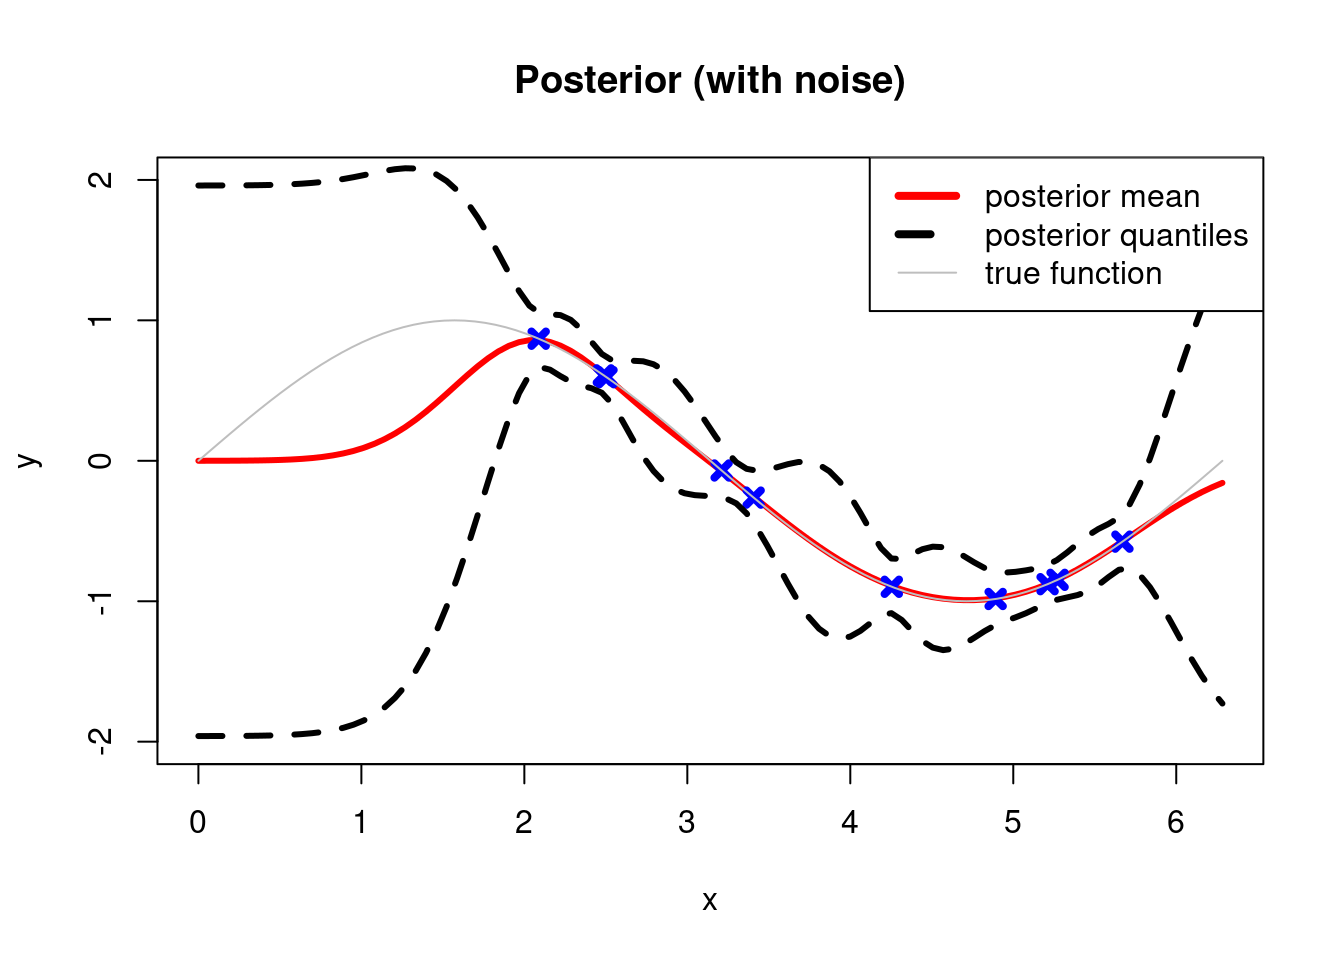 Posterior (with noise)
posterior mean
posterior quantiles
true function
y
2
1
0
-1
-2
0 1 2 3 4 5 6
x